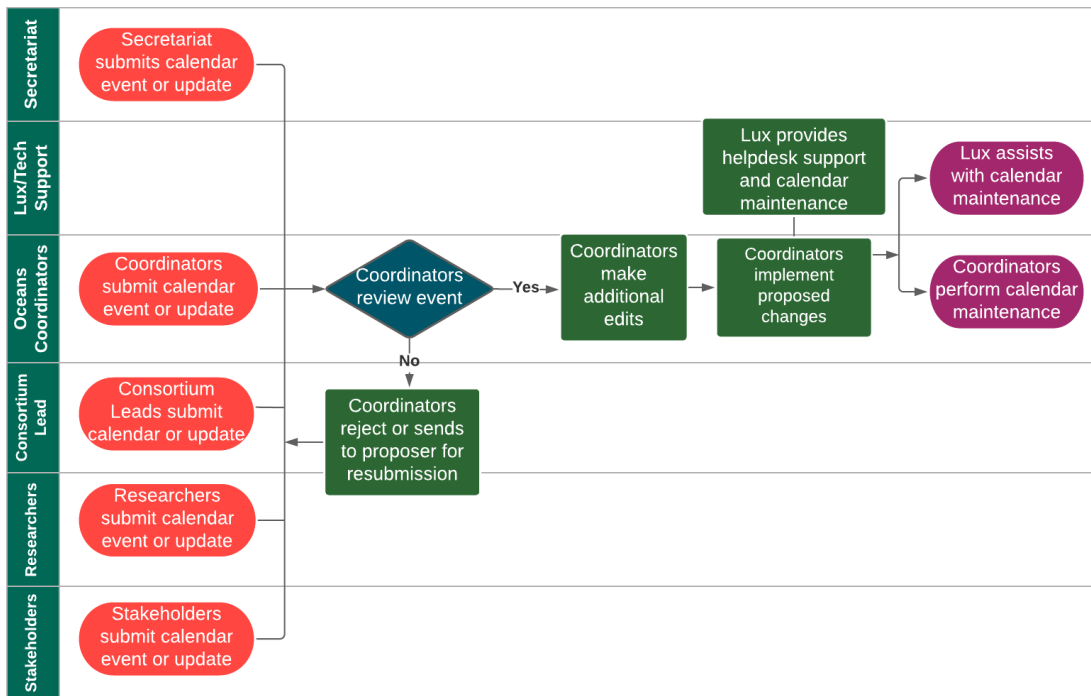 Secretariat
Secretariat
submits calendar
event or update
Lux/Tech
Support
Lux provides
helpdesk support
and calendar
maintenance
Lux assists
with calendar
maintenance
Oceans
Coordinators
Coordinators
submit calendar
event or update
Coordinators
review event
Yes
No
Coordinators
make
additional
edits
Coordinators
implement
proposed
changes
Coordinators
perform calendar
maintenance
Consortium
Lead
Consortium
Leads submit
calendar or update
Coordinators
reject or sends
to proposer for
resubmission
Researchers
Researchers
submit calendar
event or update
Stakeholders
Stakeholders
submit calendar
event or update